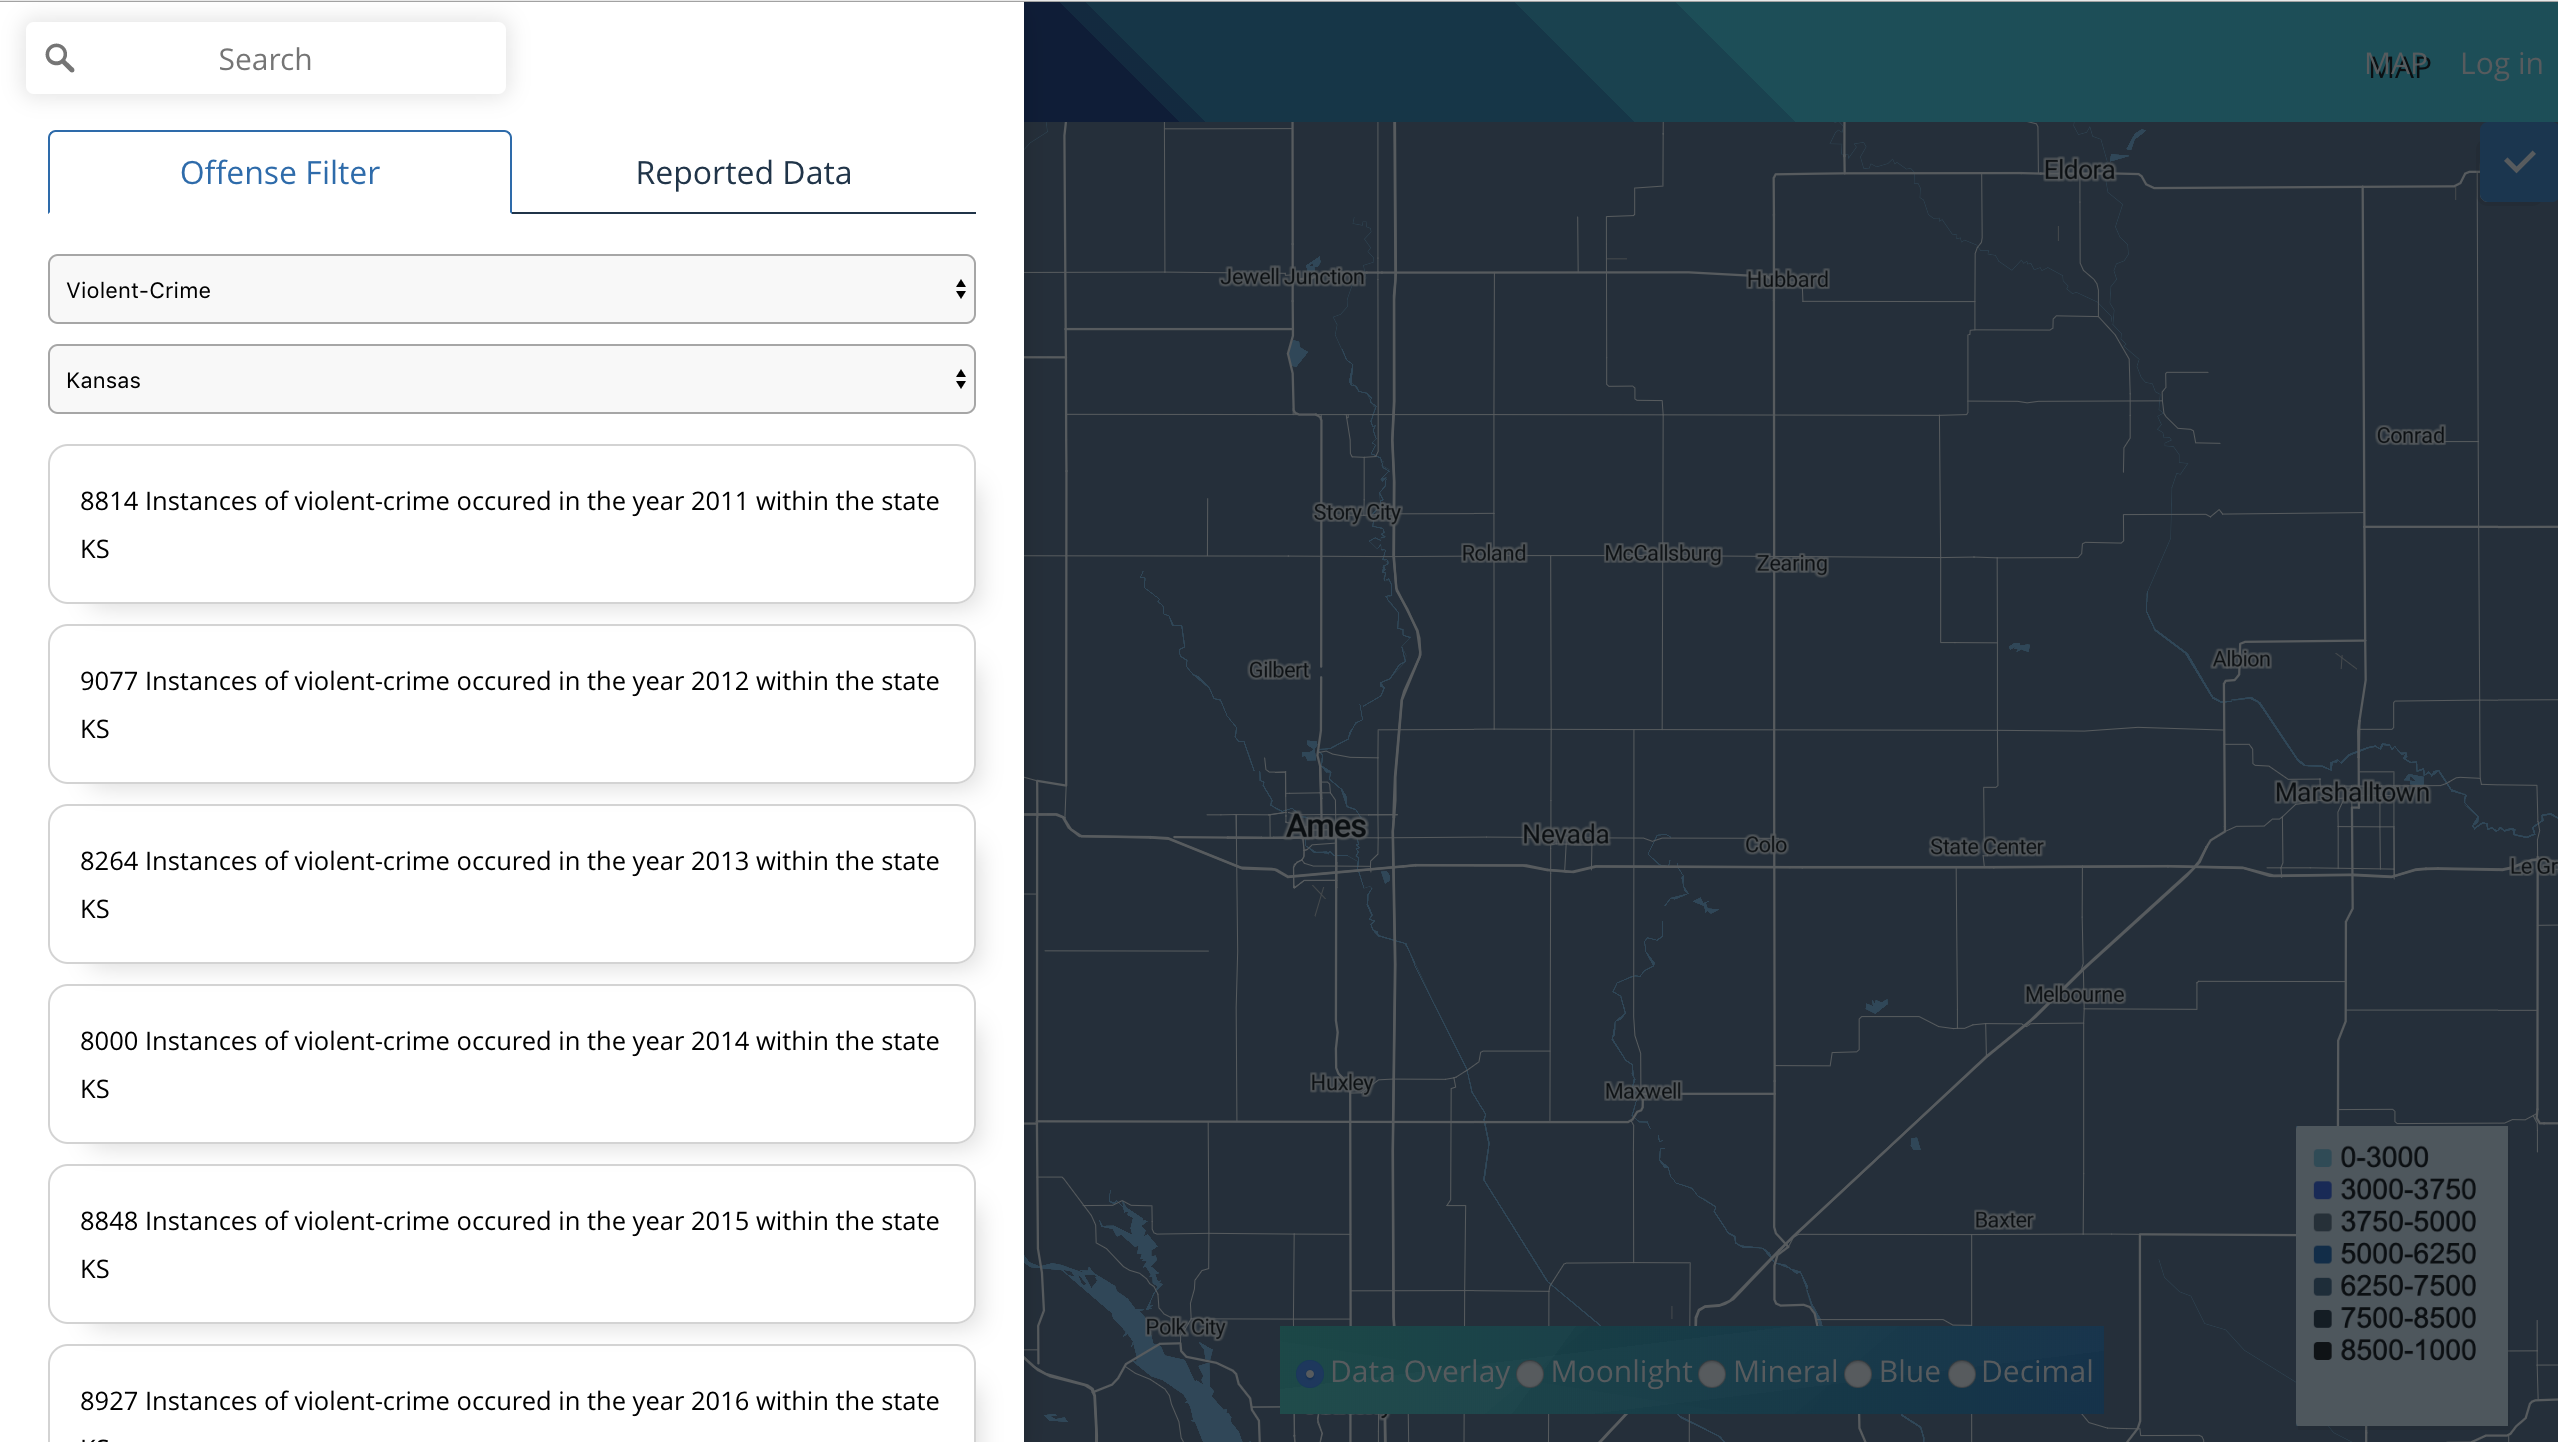 Search
MAP
Log in
Offense Filter
Reported Data
Violent-Crime
Kansas
8814 Instances of violent-crime occured in the year 2011 within the state
KS
9077 Instances of violent-crime occured in the year 2012 within the state
KS
8264 Instances of violent-crime occured in the year 2013 within the state
KS
8000 Instances of violent-crime occured in the year 2014 within the state
KS
8848 Instances of violent-crime occured in the year 2015 within the state
KS
8927 Instances of violent-crime occured in the year 2016 within the state
Eldora
Jewell Junction
Hubbard
Conrad
Story City
Roland
McCallsburg
Zearing
Gilbert
Albion
Marshalltown
Ames
Nevada
Colo
State Center
Le Gr
Melbourne
Huxley
Maxwell
Baxter
Polk City
0-3000
3000-3750
3750-5000
5000-6250
6250-7500
7500-8500
8500-1000
Data Overlay Moonlight Mineral Blue Decimal